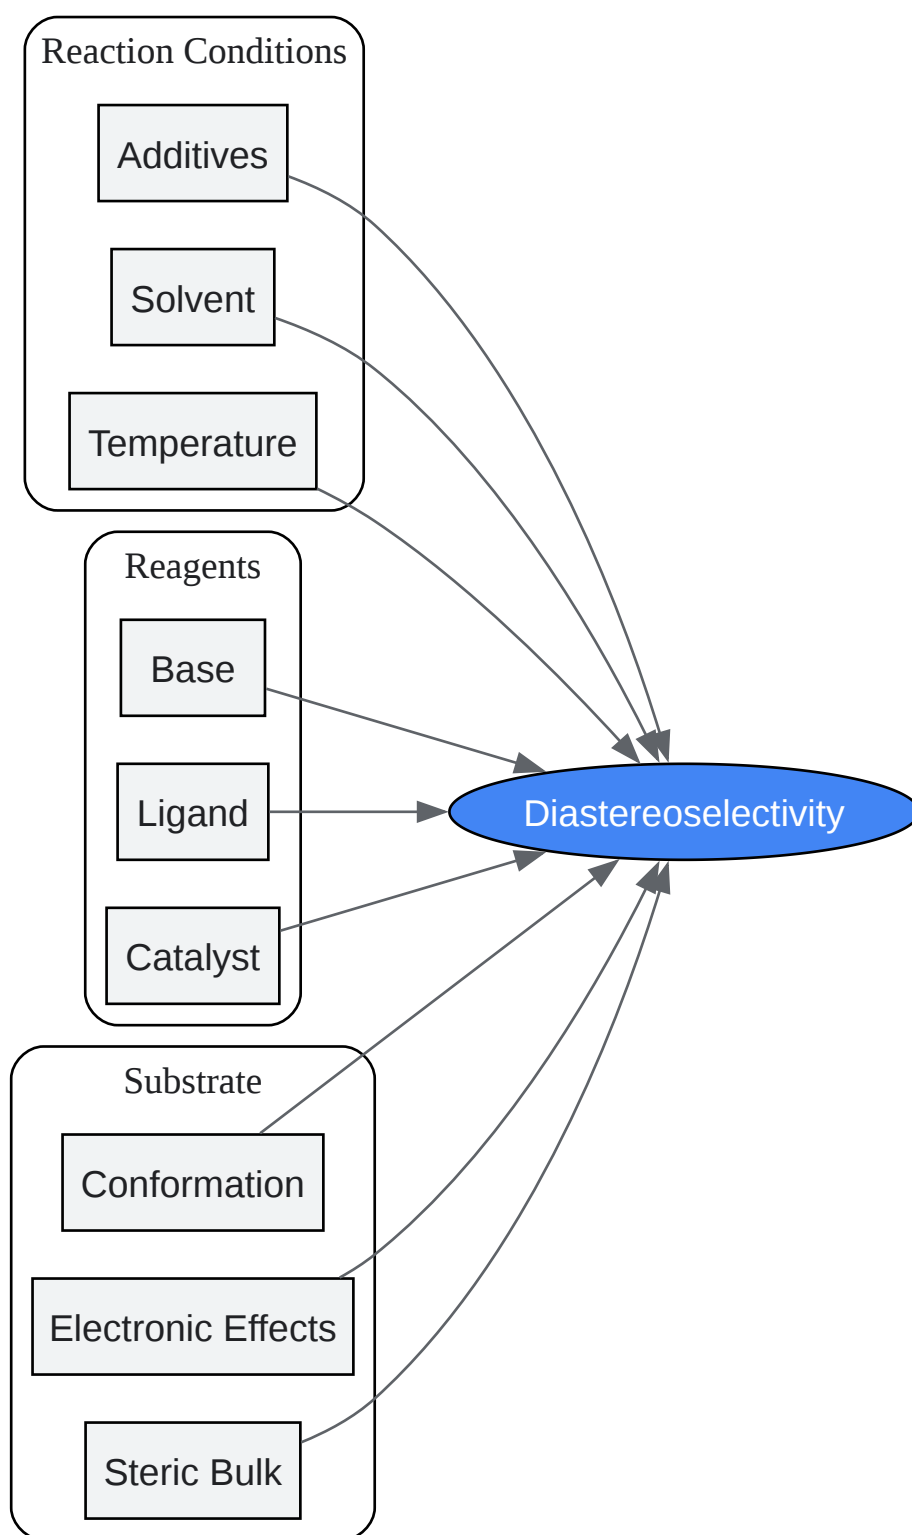 Reaction Conditions
Additives
Solvent
Temperature
Reagents
Base
Ligand
Catalyst
Diastereoselectivity
Substrate
Conformation
Electronic Effects
Steric Bulk